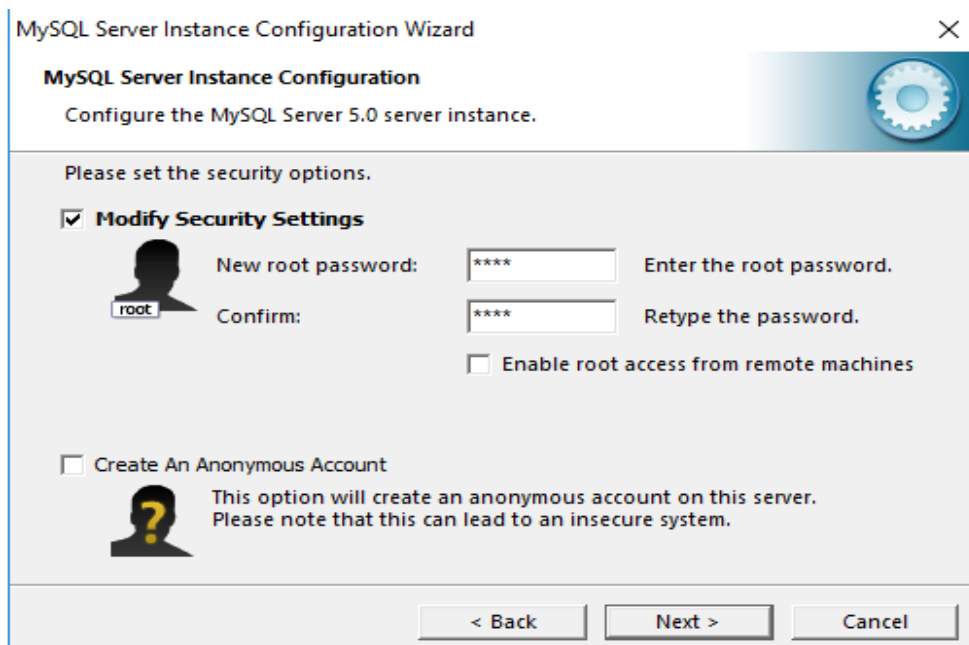 MySQL Server Instance Configuration Wizard
MySQL Server Instance Configuration
Configure the MySQL Server 5.0 server instance.
Please set the security options.
Modify Security Settings
New root password: **** Enter the root password.
root
Confirm: **** Retype the password.
Enable root access from remote machines
Create An Anonymous Account
?
This option will create an anonymous account on this server.
Please note that this can lead to an insecure system.
< Back Next > Cancel